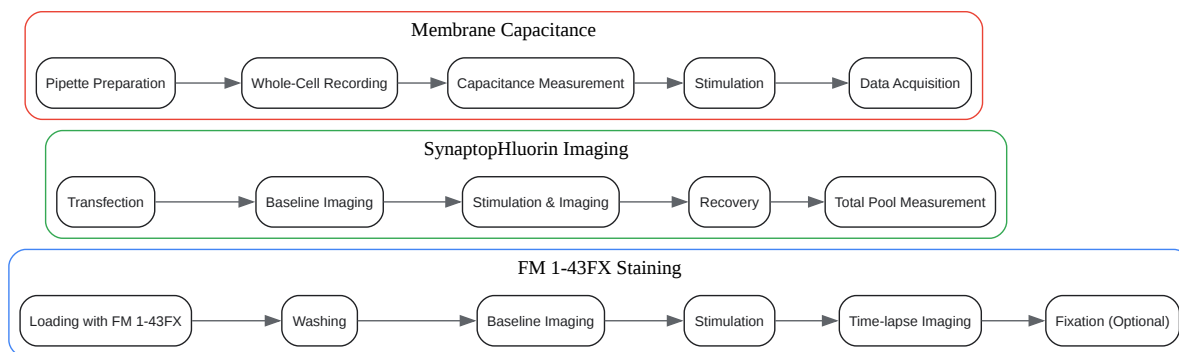 Membrane Capacitance
Pipette Preparation
Whole-Cell Recording
Capacitance Measurement
Stimulation
Data Acquisition
SynaptopHluorin Imaging
Transfection
Baseline Imaging
Stimulation & Imaging
Recovery
Total Pool Measurement
FM 1-43FX Staining
Loading with FM 1-43FX
Washing
Baseline Imaging
Stimulation
Time-lapse Imaging
Fixation (Optional)